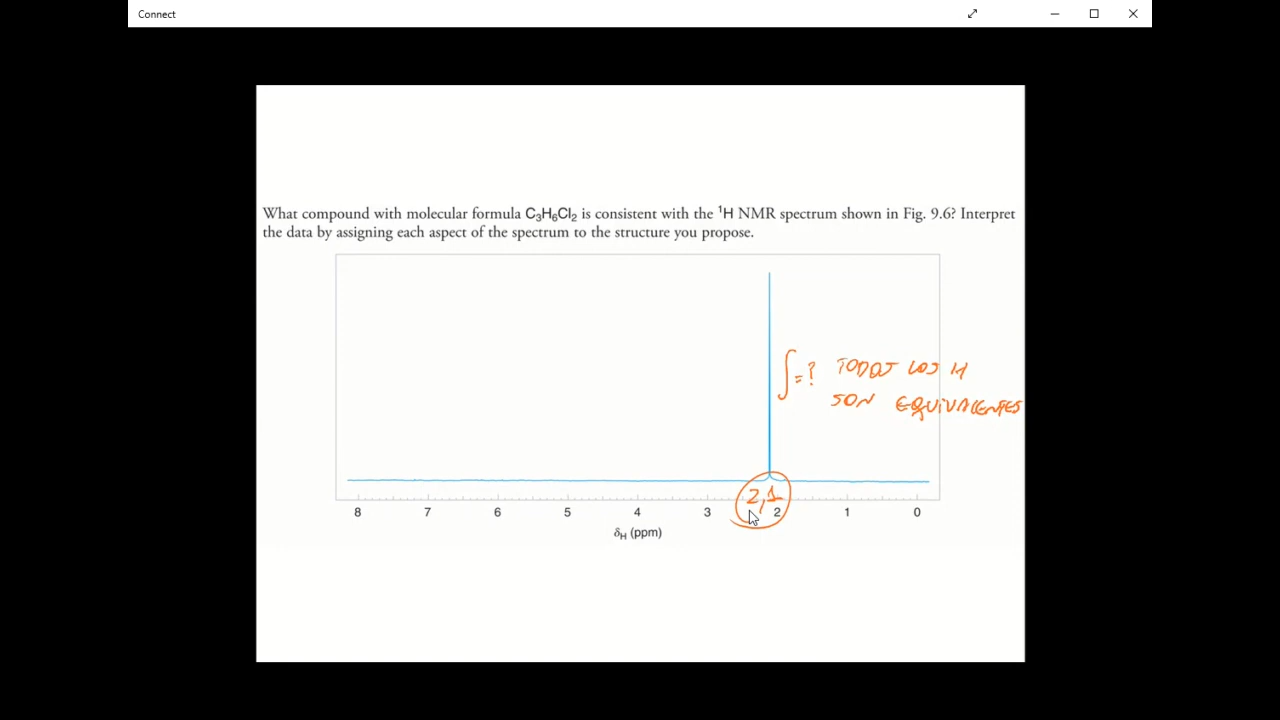 Connect
What compound with molecular formula C₃H₆Cl₂ is consistent with the ¹H NMR spectrum shown in Fig. 9.6? Interpret
the data by assigning each aspect of the spectrum to the structure you propose.
∫=? TODOS LOS H
SON EQUIVALENTES
2,1
8 7 6 5 4 3 2 1 0
δH (ppm)